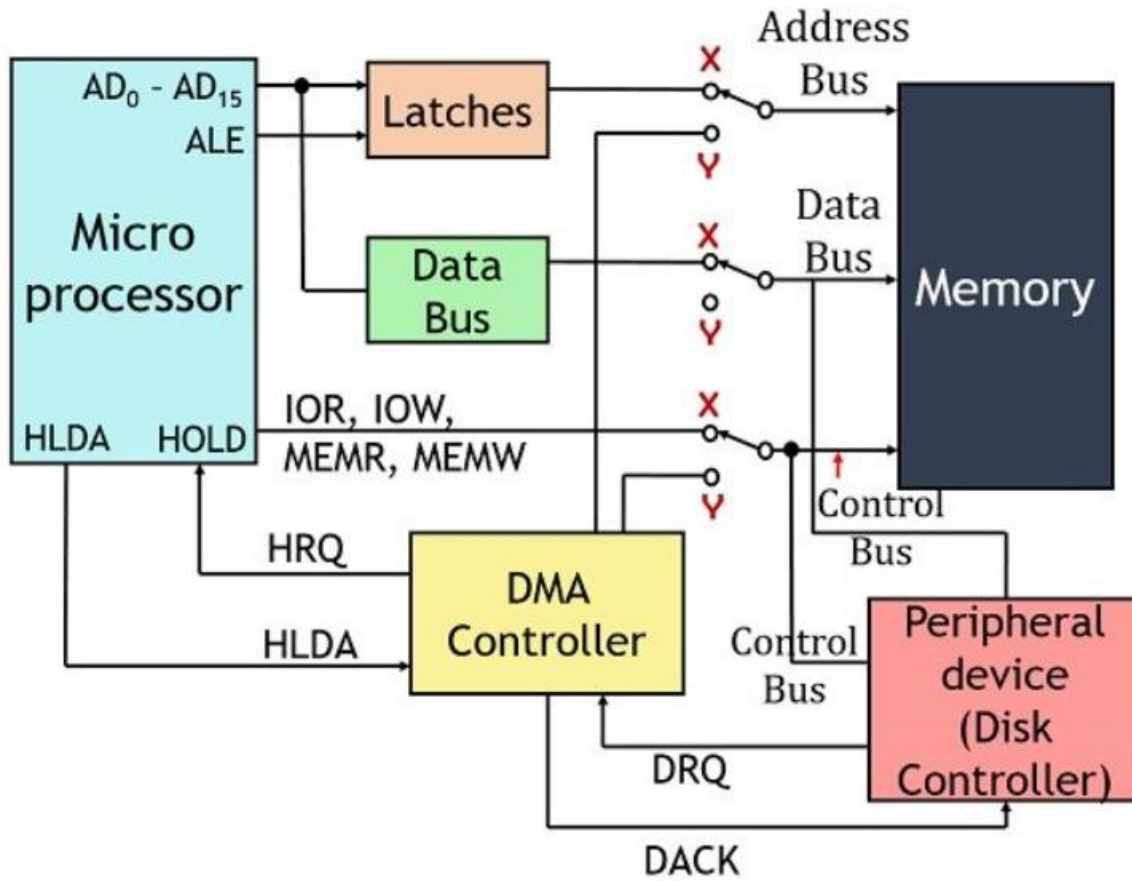 Address
Bus
X
AD₀ - AD₁₅
Latches
ALE
Y
Micro
processor
Data
Bus
X
Data
Bus
Y
Memory
IOR, IOW,
MEMR, MEMW
X
HLDA
HOLD
Y
Control
Bus
HRQ
DMA
Controller
HLDA
Control
Bus
Peripheral
device
(Disk
Controller)
DRQ
DACK